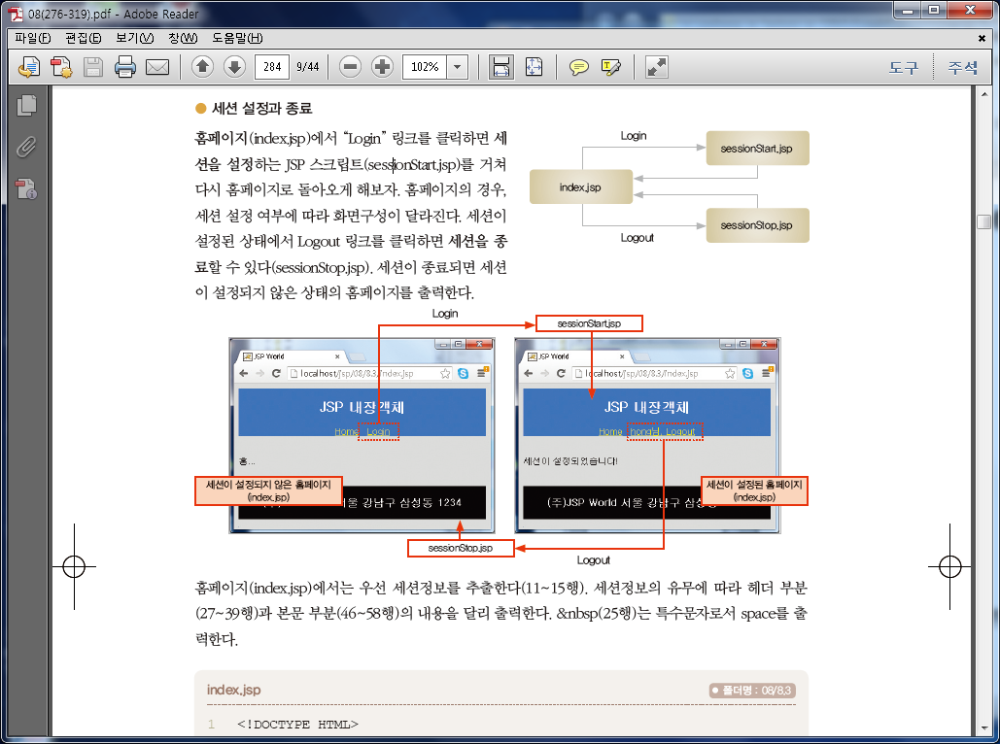 08(276-319).pdf - Adobe Reader
파일(F) 편집(E) 보기(V) 창(W) 도움말(H)
284 9/44 102% 도구 주석
세션 설정과 종료
홈페이지(index.jsp)에서 “Login” 링크를 클릭하면 세
션을 설정하는 JSP 스크립트(sessionStart.jsp)를 거쳐
다시 홈페이지로 돌아오게 해보자. 홈페이지의 경우,
세션 설정 여부에 따라 화면구성이 달라진다. 세션이
설정된 상태에서 Logout 링크를 클릭하면 세션을 종
료할 수 있다(sessionStop.jsp). 세션이 종료되면 세션
이 설정되지 않은 상태의 홈페이지를 출력한다.
Login
sessionStart.jsp
index.jsp
sessionStop.jsp
Logout
Login
sessionStart.jsp
JSP World
localhost/jsp/08/8.3./index.jsp
JSP 내장객체
Home Login
홈...
세션이 설정되지 않은 홈페이지
(index.jsp)
서울 강남구 삼성동 1234
JSP World
localhost/jsp/08/8.3./index.jsp
JSP 내장객체
Home hong님, Logout
세션이 설정되었습니다!
세션이 설정된 홈페이지
(index.jsp)
(주)JSP World 서울 강남구 삼성동
sessionStop.jsp
Logout
홈페이지(index.jsp)에서는 우선 세션정보를 추출한다(11~15행). 세션정보의 유무에 따라 헤더 부분
(27~39행)과 본문 부분(46~58행)의 내용을 달리 출력한다. &nbsp(25행)는 특수문자로서 space를 출
력한다.
index.jsp
폴더명 : 08/8.3
1 <!DOCTYPE HTML>